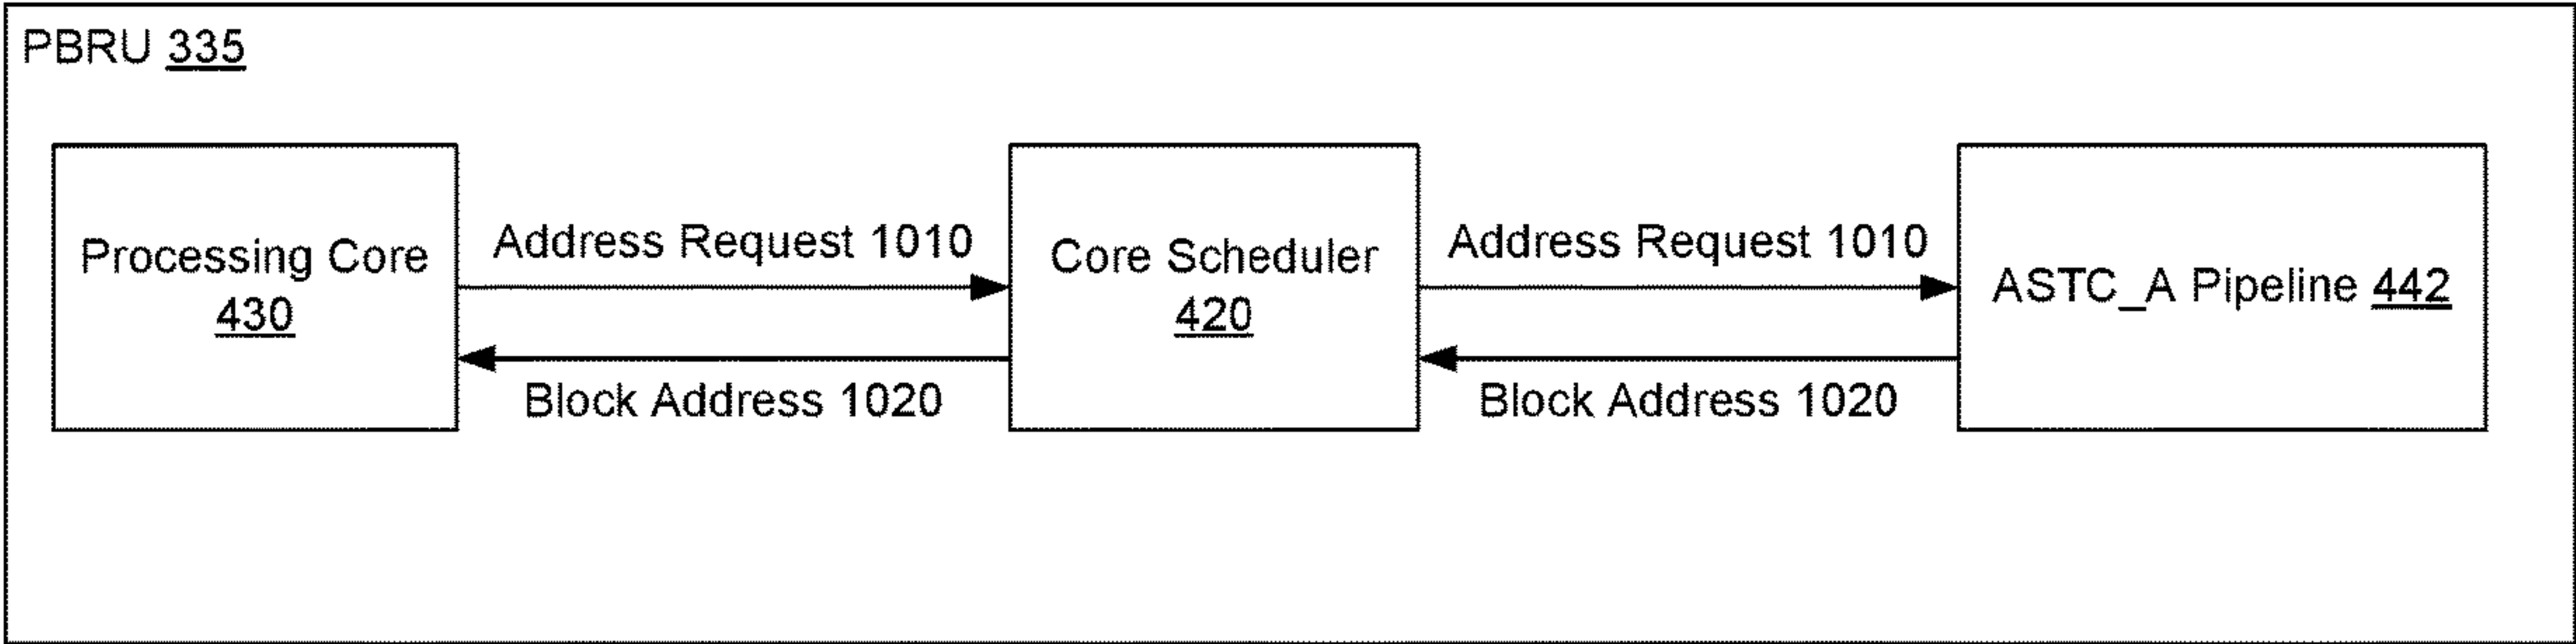 PBRU 335
Processing Core
430
Address Request 1010
Block Address 1020
Core Scheduler
420
Address Request 1010
Block Address 1020
ASTC_A Pipeline 442